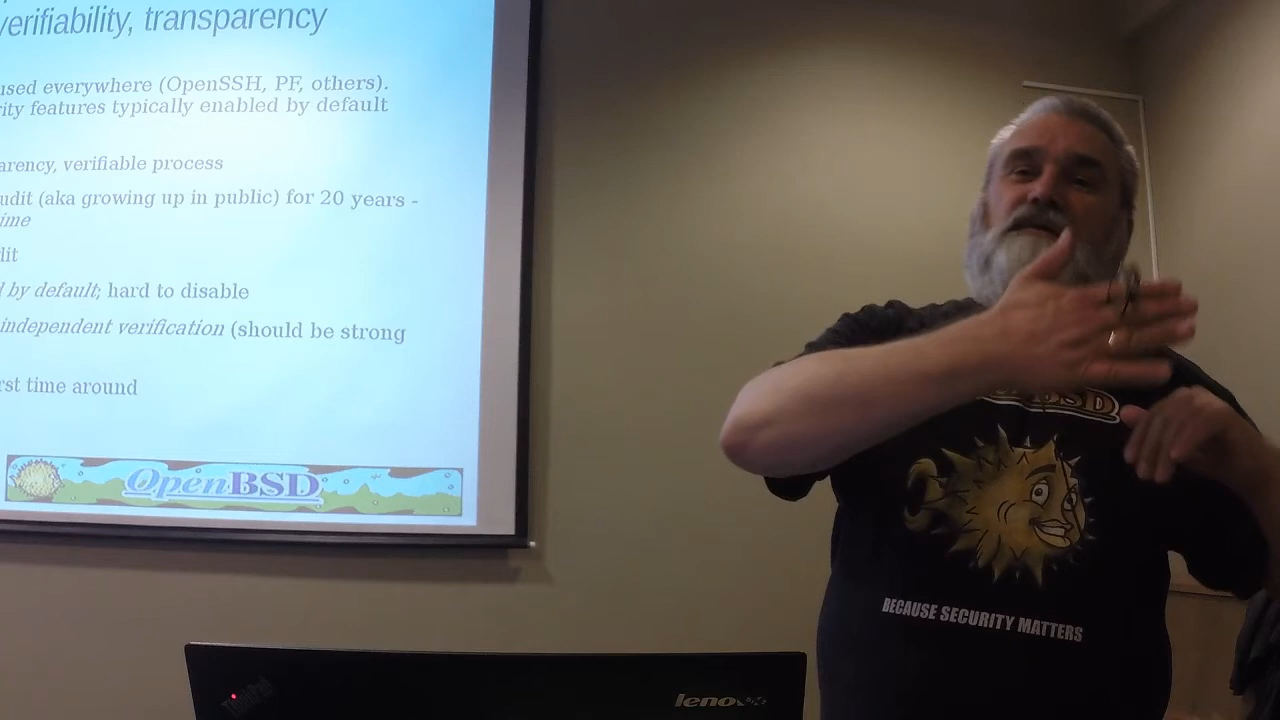 verifiability, transparency
used everywhere (OpenSSH, PF, others).
rity features typically enabled by default
arency, verifiable process
udit (aka growing up in public) for 20 years -
ime
dit
d by default; hard to disable
independent verification (should be strong
rst time around
OpenBSD
BECAUSE SECURITY MATTERS
ThinkPad
lenovo